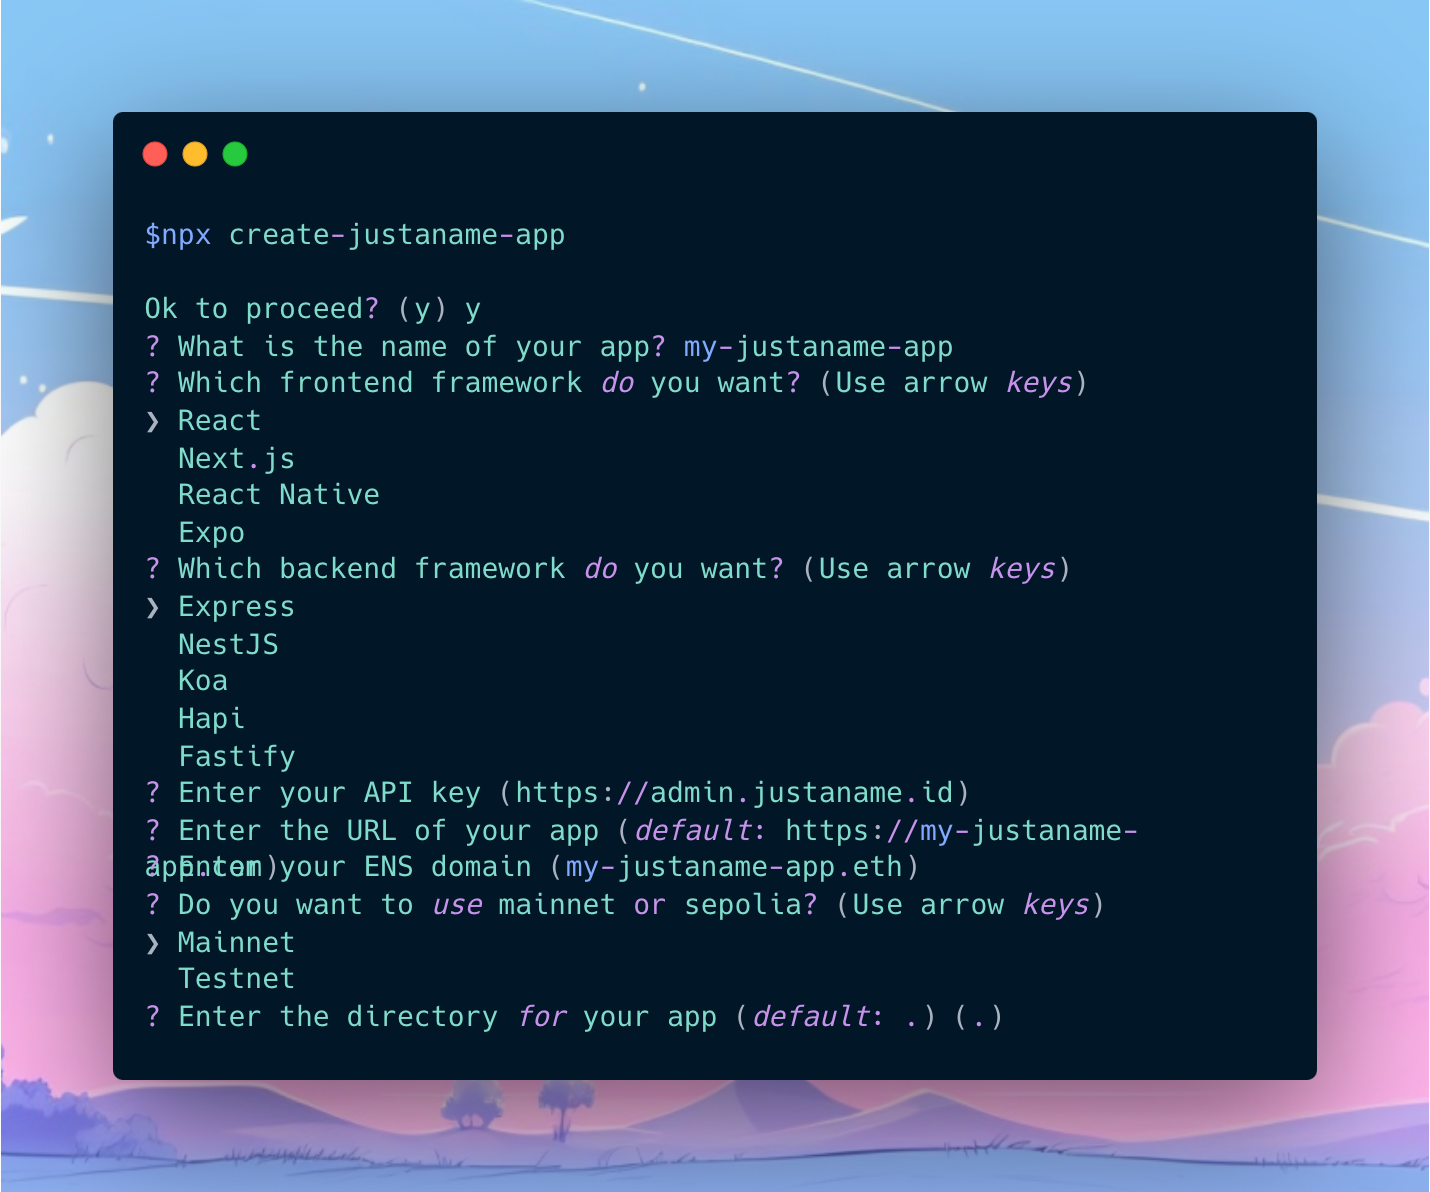 $npx create-justaname-app
Ok to proceed? (y) y
? What is the name of your app? my-justaname-app
? Which frontend framework do you want? (Use arrow keys)
❯ React
Next.js
React Native
Expo
? Which backend framework do you want? (Use arrow keys)
❯ Express
NestJS
Koa
Hapi
Fastify
? Enter your API key (https://admin.justaname.id)
? Enter the URL of your app (default: https://my-justaname-
app.com)
? Enter your ENS domain (my-justaname-app.eth)
? Do you want to use mainnet or sepolia? (Use arrow keys)
❯ Mainnet
Testnet
? Enter the directory for your app (default: .) (.)